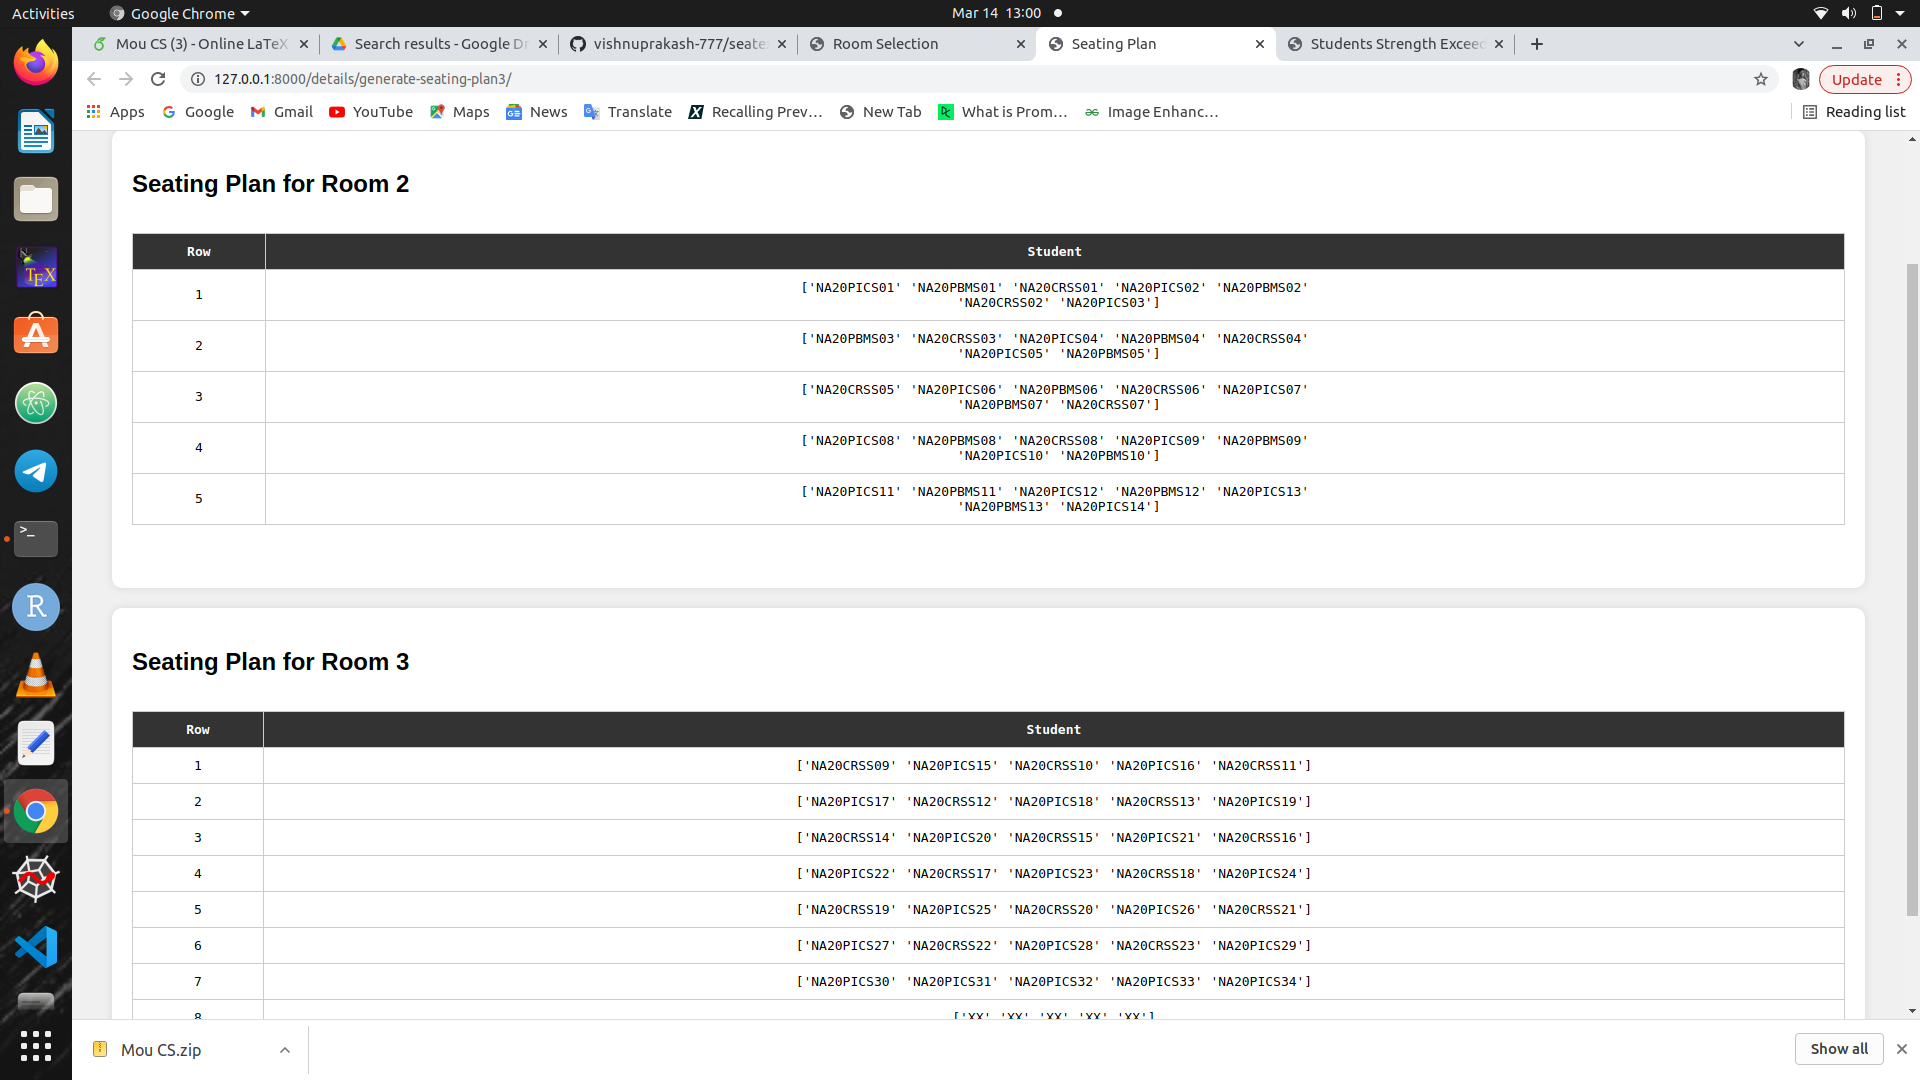 Activities Google Chrome Mar 14 13:00
Mou CS (3) - Online LaTeX Search results - Google Dr vishnuprakash-777/seate Room Selection Seating Plan Students Strength Exceed
127.0.0.1:8000/details/generate-seating-plan3/ Update
Apps Google Gmail YouTube Maps News Translate Recalling Prev... New Tab What is Prom... Image Enhanc... Reading list
Seating Plan for Room 2
Row Student
1 ['NA20PICS01' 'NA20PBMS01' 'NA20CRSS01' 'NA20PICS02' 'NA20PBMS02'
'NA20CRSS02' 'NA20PICS03']
2 ['NA20PBMS03' 'NA20CRSS03' 'NA20PICS04' 'NA20PBMS04' 'NA20CRSS04'
'NA20PICS05' 'NA20PBMS05']
3 ['NA20CRSS05' 'NA20PICS06' 'NA20PBMS06' 'NA20CRSS06' 'NA20PICS07'
'NA20PBMS07' 'NA20CRSS07']
4 ['NA20PICS08' 'NA20PBMS08' 'NA20CRSS08' 'NA20PICS09' 'NA20PBMS09'
'NA20PICS10' 'NA20PBMS10']
5 ['NA20PICS11' 'NA20PBMS11' 'NA20PICS12' 'NA20PBMS12' 'NA20PICS13'
'NA20PBMS13' 'NA20PICS14']
Seating Plan for Room 3
Row Student
1 ['NA20CRSS09' 'NA20PICS15' 'NA20CRSS10' 'NA20PICS16' 'NA20CRSS11']
2 ['NA20PICS17' 'NA20CRSS12' 'NA20PICS18' 'NA20CRSS13' 'NA20PICS19']
3 ['NA20CRSS14' 'NA20PICS20' 'NA20CRSS15' 'NA20PICS21' 'NA20CRSS16']
4 ['NA20PICS22' 'NA20CRSS17' 'NA20PICS23' 'NA20CRSS18' 'NA20PICS24']
5 ['NA20CRSS19' 'NA20PICS25' 'NA20CRSS20' 'NA20PICS26' 'NA20CRSS21']
6 ['NA20PICS27' 'NA20CRSS22' 'NA20PICS28' 'NA20CRSS23' 'NA20PICS29']
7 ['NA20PICS30' 'NA20PICS31' 'NA20PICS32' 'NA20PICS33' 'NA20PICS34']
8 ['XX' 'XX' 'XX' 'XX' 'XX']
Mou CS.zip Show all